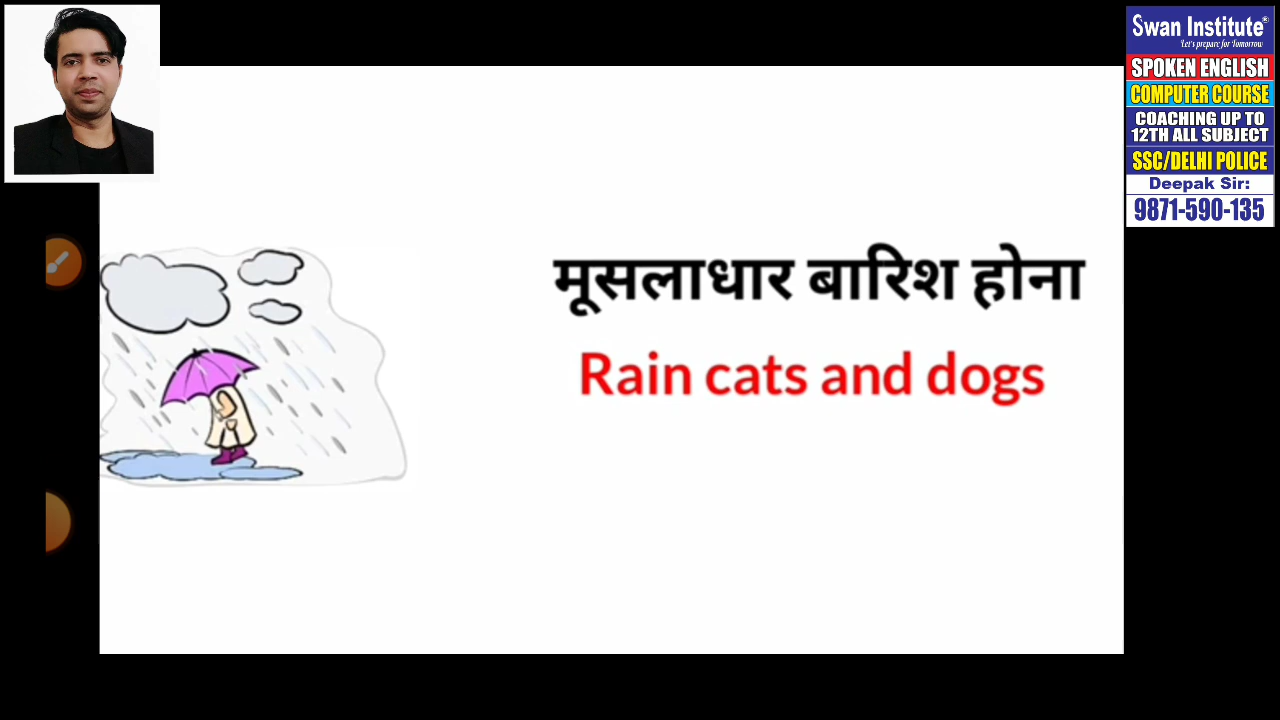 Swan Institute®
'Let's prepare for Tomorrow
SPOKEN ENGLISH
COMPUTER COURSE
COACHING UP TO
12TH ALL SUBJECT
SSC/DELHI POLICE
Deepak Sir:
9871-590-135
मूसलाधार बारिश होना
Rain cats and dogs